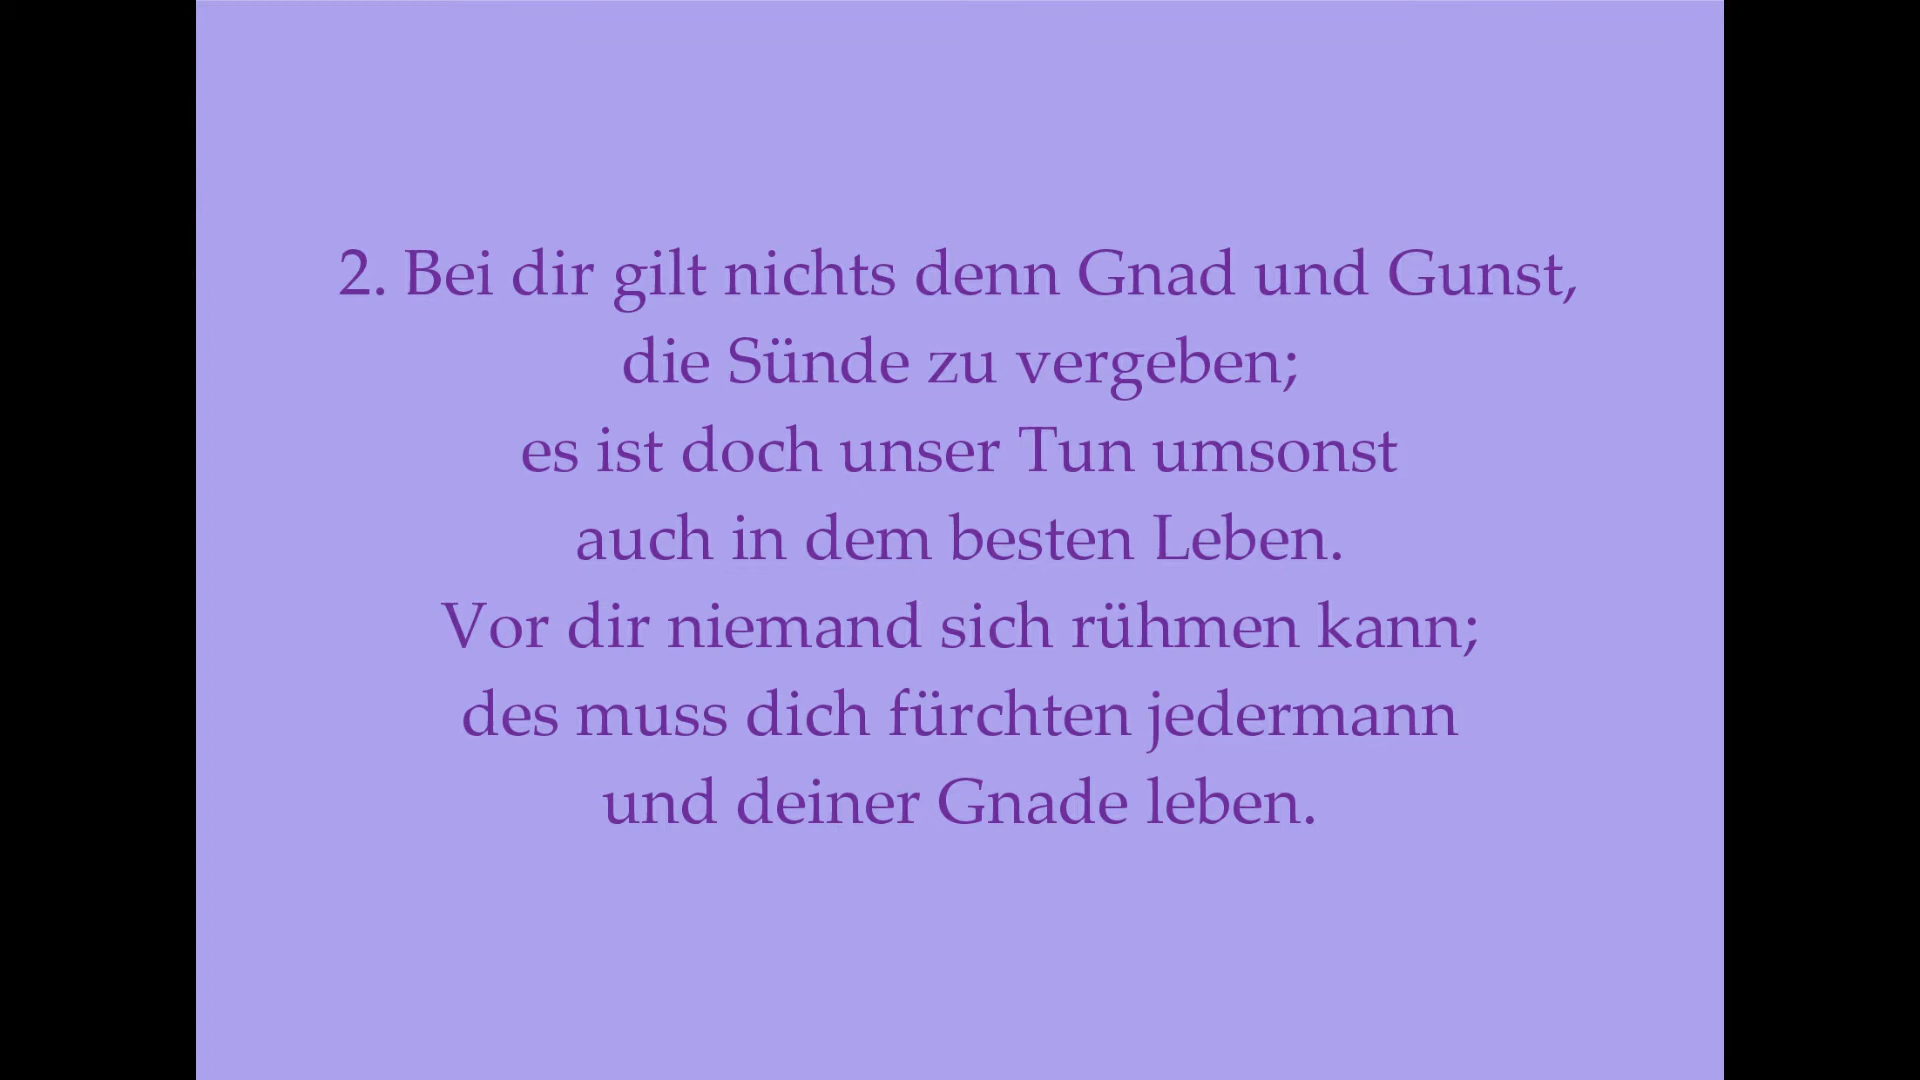 2. Bei dir gilt nichts denn Gnad und Gunst,
die Sünde zu vergeben;
es ist doch unser Tun umsonst
auch in dem besten Leben.
Vor dir niemand sich rühmen kann;
des muss dich fürchten jedermann
und deiner Gnade leben.